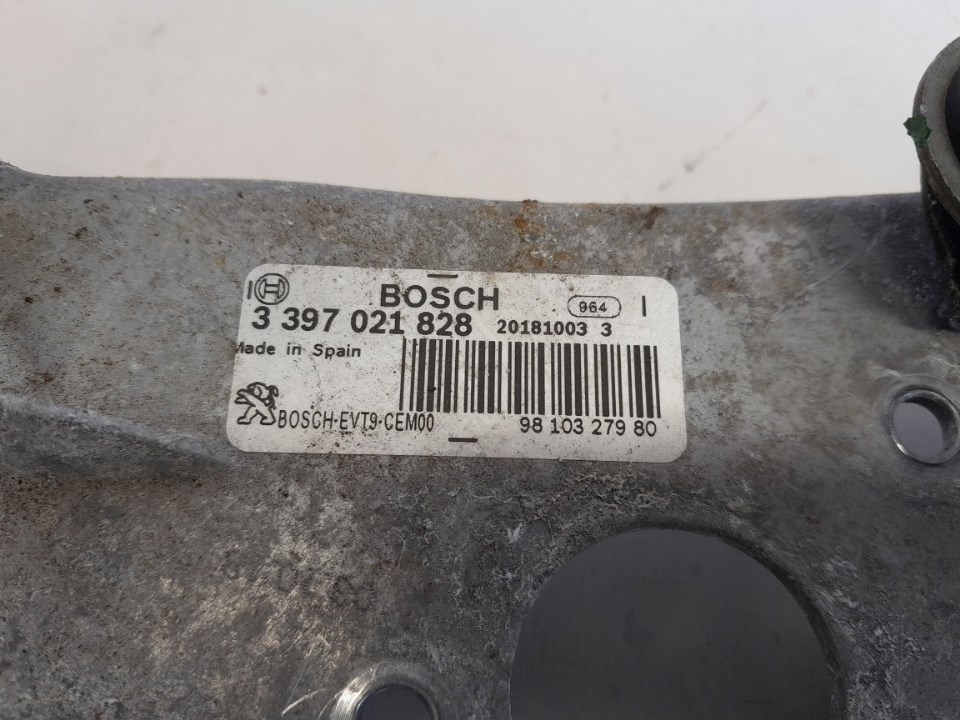 BOSCH 964
3 397 021 828 20181003 3
Made in Spain
BOSCH-EVT9-CEM00 98 103 279 80